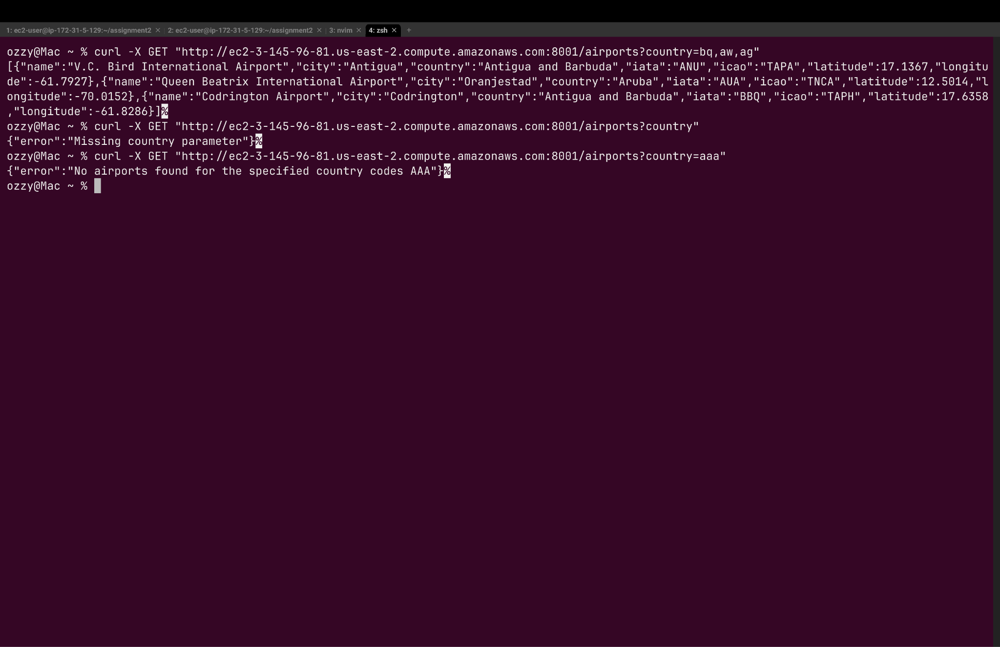 1: ec2-user@ip-172-31-5-129:~/assignment2 × 2: ec2-user@ip-172-31-5-129:~/assignment2 × 3: nvim × 4: zsh × +
ozzy@Mac ~ % curl -X GET "http://ec2-3-145-96-81.us-east-2.compute.amazonaws.com:8001/airports?country=bq,aw,ag"
[{"name":"V.C. Bird International Airport","city":"Antigua","country":"Antigua and Barbuda","iata":"ANU","icao":"TAPA","latitude":17.1367,"longitu
de":-61.7927},{"name":"Queen Beatrix International Airport","city":"Oranjestad","country":"Aruba","iata":"AUA","icao":"TNCA","latitude":12.5014,"l
ongitude":-70.0152},{"name":"Codrington Airport","city":"Codrington","country":"Antigua and Barbuda","iata":"BBQ","icao":"TAPH","latitude":17.6358
,"longitude":-61.8286}]%
ozzy@Mac ~ % curl -X GET "http://ec2-3-145-96-81.us-east-2.compute.amazonaws.com:8001/airports?country"
{"error":"Missing country parameter"}%
ozzy@Mac ~ % curl -X GET "http://ec2-3-145-96-81.us-east-2.compute.amazonaws.com:8001/airports?country=aaa"
{"error":"No airports found for the specified country codes AAA"}%
ozzy@Mac ~ %